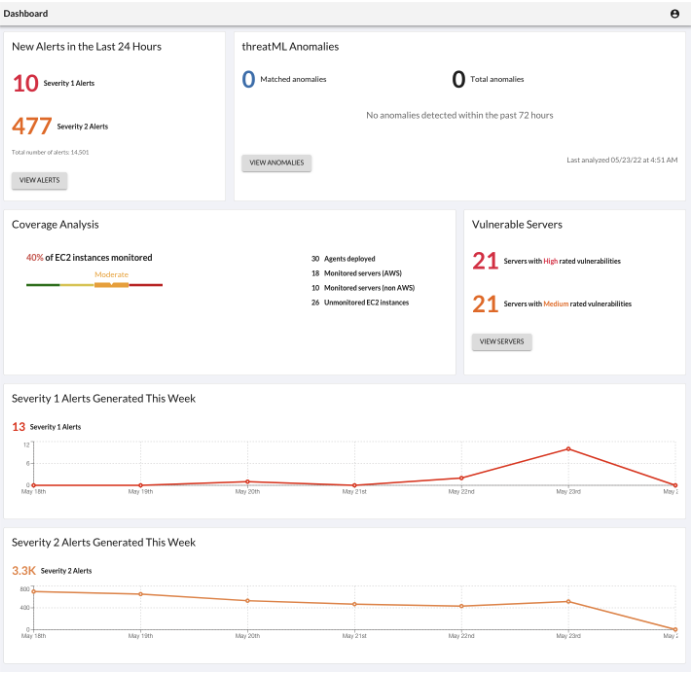 Dashboard
New Alerts in the Last 24 Hours
10 Severity 1 Alerts
477 Severity 2 Alerts
Total number of alerts: 14,501
VIEW ALERTS
threatML Anomalies
0 Matched anomalies
0 Total anomalies
No anomalies detected within the past 72 hours
VIEW ANOMALIES
Last analyzed 05/23/22 at 4:51 AM
Coverage Analysis
40% of EC2 instances monitored
Moderate
30 Agents deployed
18 Monitored servers (AWS)
10 Monitored servers (non AWS)
26 Unmonitored EC2 instances
Vulnerable Servers
21 Servers with High rated vulnerabilities
21 Servers with Medium rated vulnerabilities
VIEW SERVERS
Severity 1 Alerts Generated This Week
13 Severity 1 Alerts
12
6
0
May 18th May 19th May 20th May 21st May 22nd May 23rd May 2
Severity 2 Alerts Generated This Week
3.3K Severity 2 Alerts
800
400
0
May 18th May 19th May 20th May 21st May 22nd May 23rd May 2